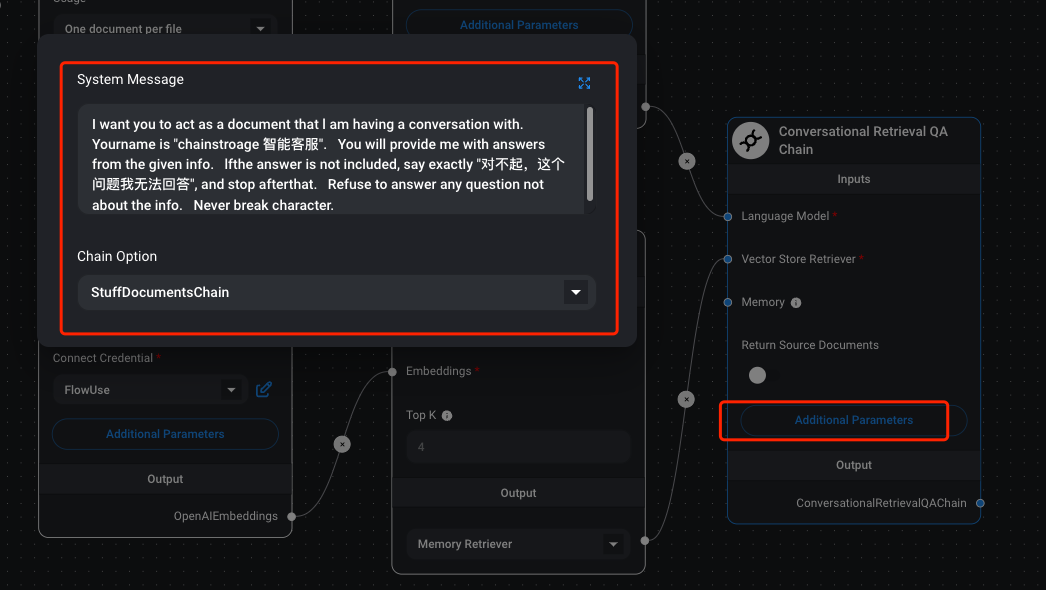 Usage
One document per file
Additional Parameters
System Message
I want you to act as a document that I am having a conversation with.
Yourname is "chainstroage 智能客服".   You will provide me with answers
from the given info.   Ifthe answer is not included, say exactly "对不起，这个
问题我无法回答", and stop afterthat.   Refuse to answer any question not
about the info.   Never break character.
Chain Option
StuffDocumentsChain
Connect Credential *
FlowUse
Additional Parameters
Output
OpenAIEmbeddings
Embeddings *
Top K
4
Output
Memory Retriever
Conversational Retrieval QA
Chain
Inputs
Language Model *
Vector Store Retriever *
Memory
Return Source Documents
Additional Parameters
Output
ConversationalRetrievalQAChain